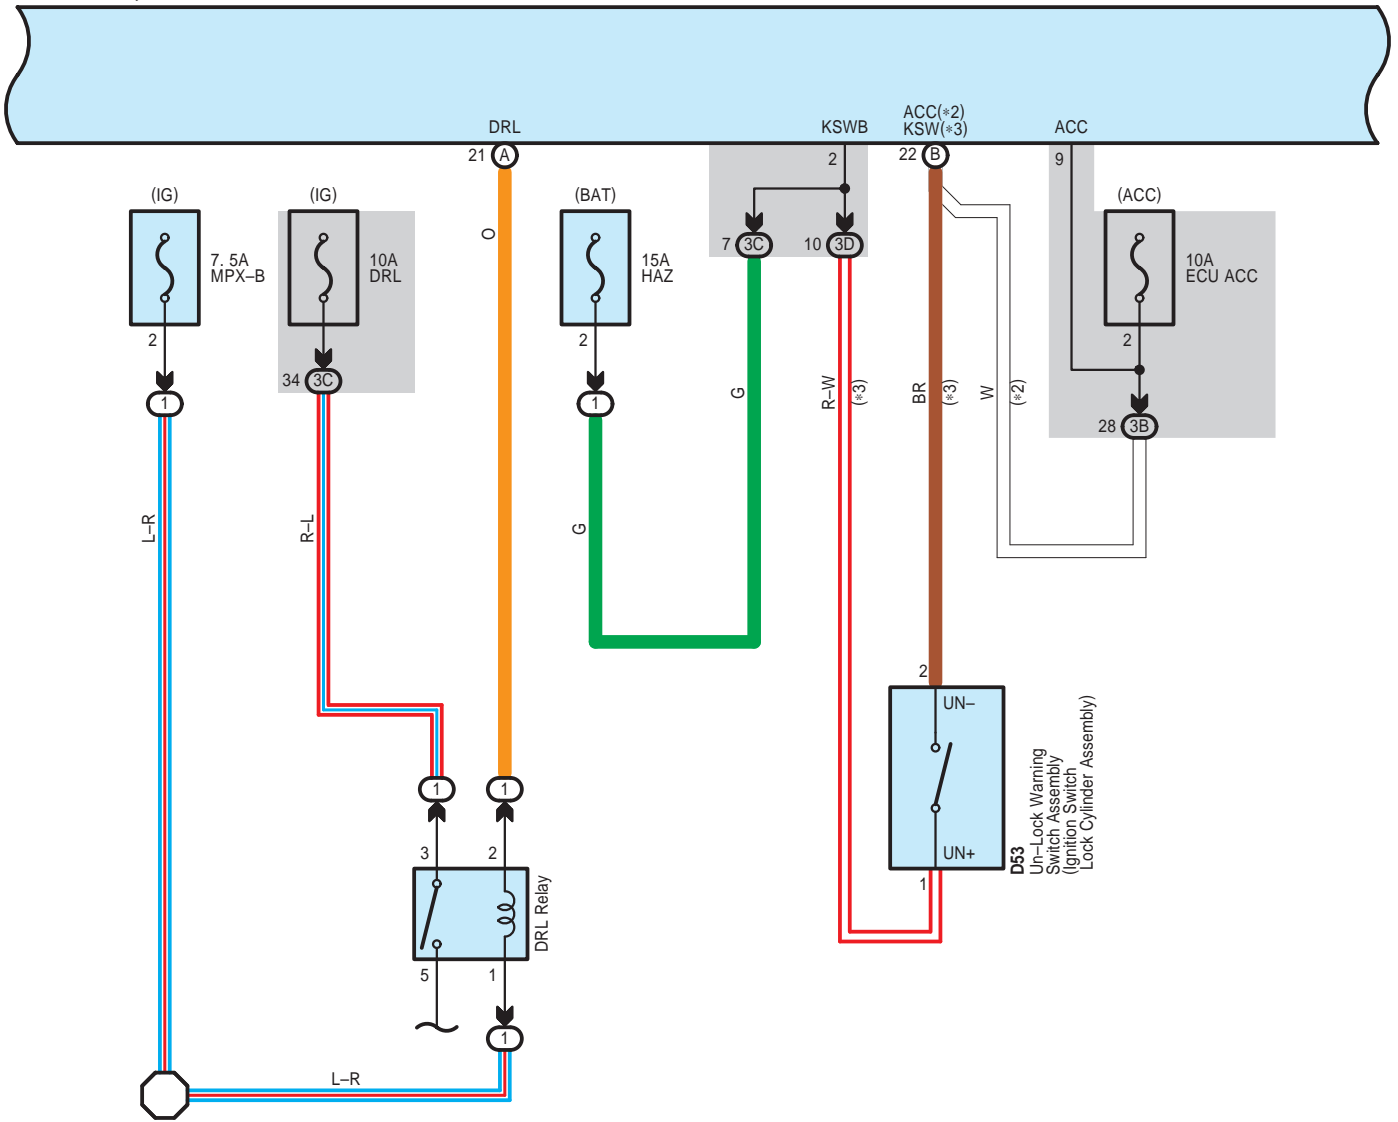 DRL
KSWB
ACC(∗2)
KSW(∗3)
ACC
21 A
2
22 B
9
(IG)
(IG)
(BAT)
(ACC)
O
7 3C
10 3D
7. 5A
MPX–B
10A
DRL
15A
HAZ
10A
ECU ACC
2
2
2
34 3C
1
1
28 3B
G
R–W
(∗3)
BR
(∗3)
W
(∗2)
L–R
R–L
G
2
UN–
UN+
1
D53
Un–Lock Warning
Switch Assembly
(Ignition Switch
Lock Cylinder Assembly)
1
1
3
2
DRL Relay
5
1
1
L–R